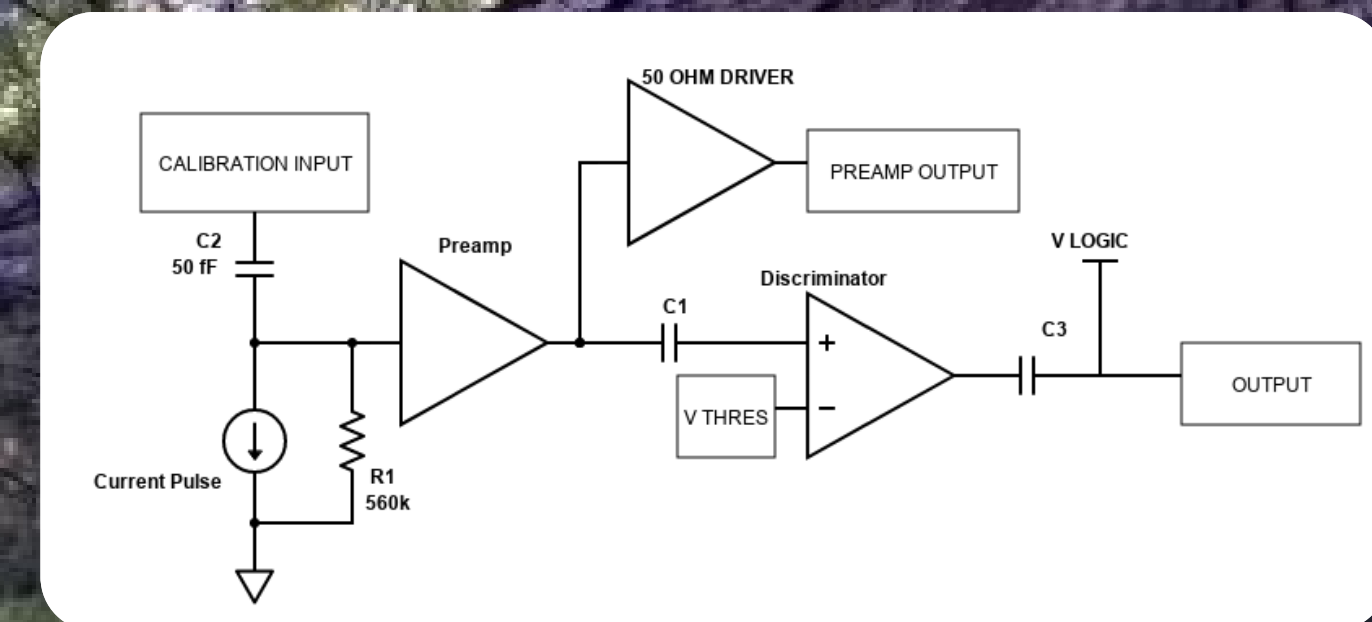 50 OHM DRIVER
CALIBRATION INPUT
PREAMP OUTPUT
C2
50 fF
Preamp
V LOGIC
Discriminator
C1
C3
+
V THRES
−
OUTPUT
Current Pulse
R1
560k